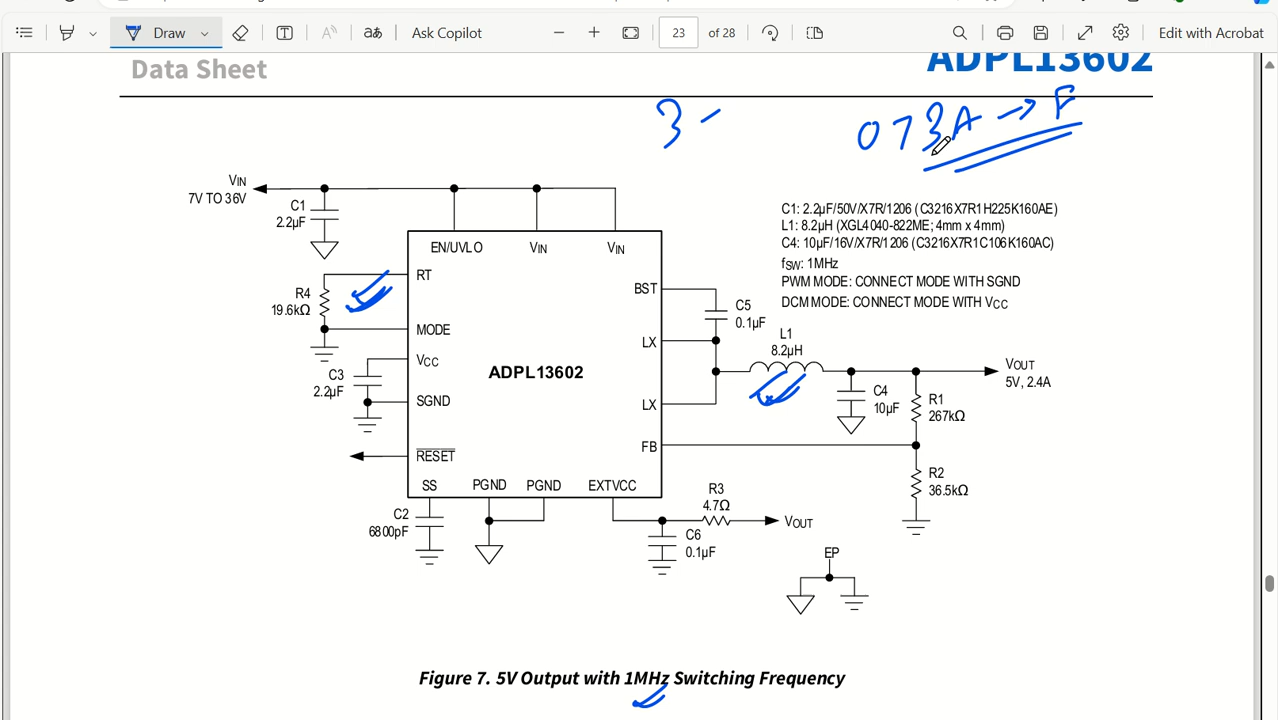 Draw
Ask Copilot
23
of 28
Edit with Acrobat
Data Sheet
ADPL13602
3 -
073A → F
VIN
7V TO 36V
C1
2.2µF
EN/UVLO
VIN
VIN
C1: 2.2µF/50V/X7R/1206 (C3216X7R1H225K160AE)
L1: 8.2µH (XGL4040-822ME; 4mm x 4mm)
C4: 10µF/16V/X7R/1206 (C3216X7R1C106K160AC)
fSW: 1MHz
PWM MODE: CONNECT MODE WITH SGND
DCM MODE: CONNECT MODE WITH VCC
RT
R4
19.6kΩ
MODE
VCC
C3
2.2µF
SGND
RESET
ADPL13602
BST
C5
0.1µF
LX
L1
8.2µH
LX
VOUT
5V, 2.4A
C4
10µF
R1
267kΩ
FB
R2
36.5kΩ
SS
PGND
PGND
EXTVCC
C2
6800pF
R3
4.7Ω
VOUT
C6
0.1µF
EP
Figure 7. 5V Output with 1MHz Switching Frequency